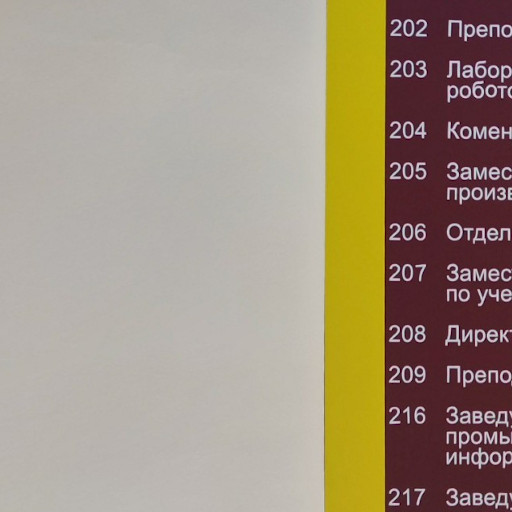 202 Препо
203 Лабор
робото
204 Комен
205 Замес
произв
206 Отдел
207 Замест
по уче
208 Директ
209 Препо
216 Заведу
промы
инфор
217 Заведу